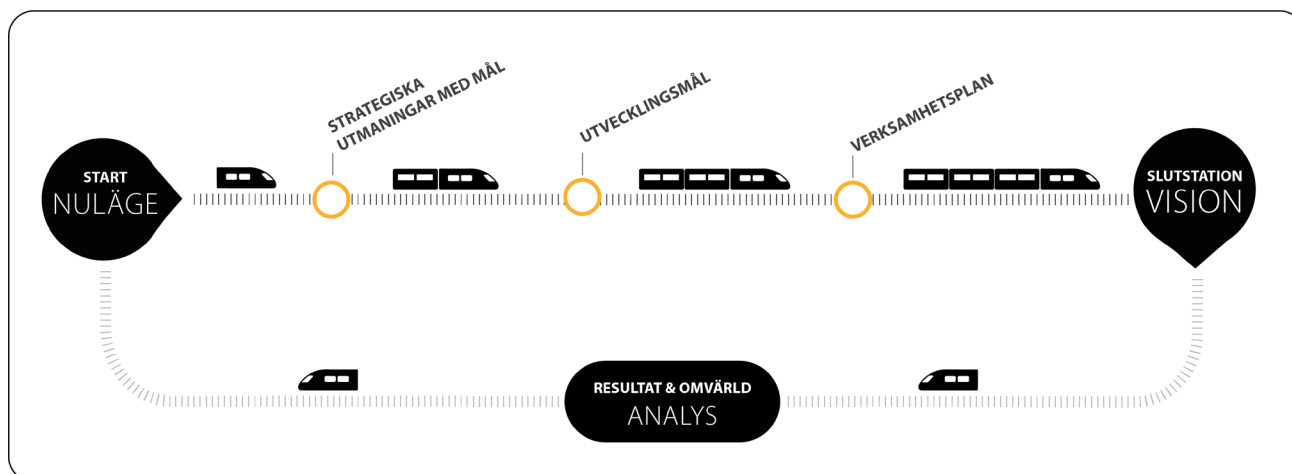 STRATEGISKA
UTMANINGAR MED MÅL
UTVECKLINGSMÅL
VERKSAMHETSPLAN
START
NULÄGE
SLUTSTATION
VISION
RESULTAT & OMVÄRLD
ANALYS